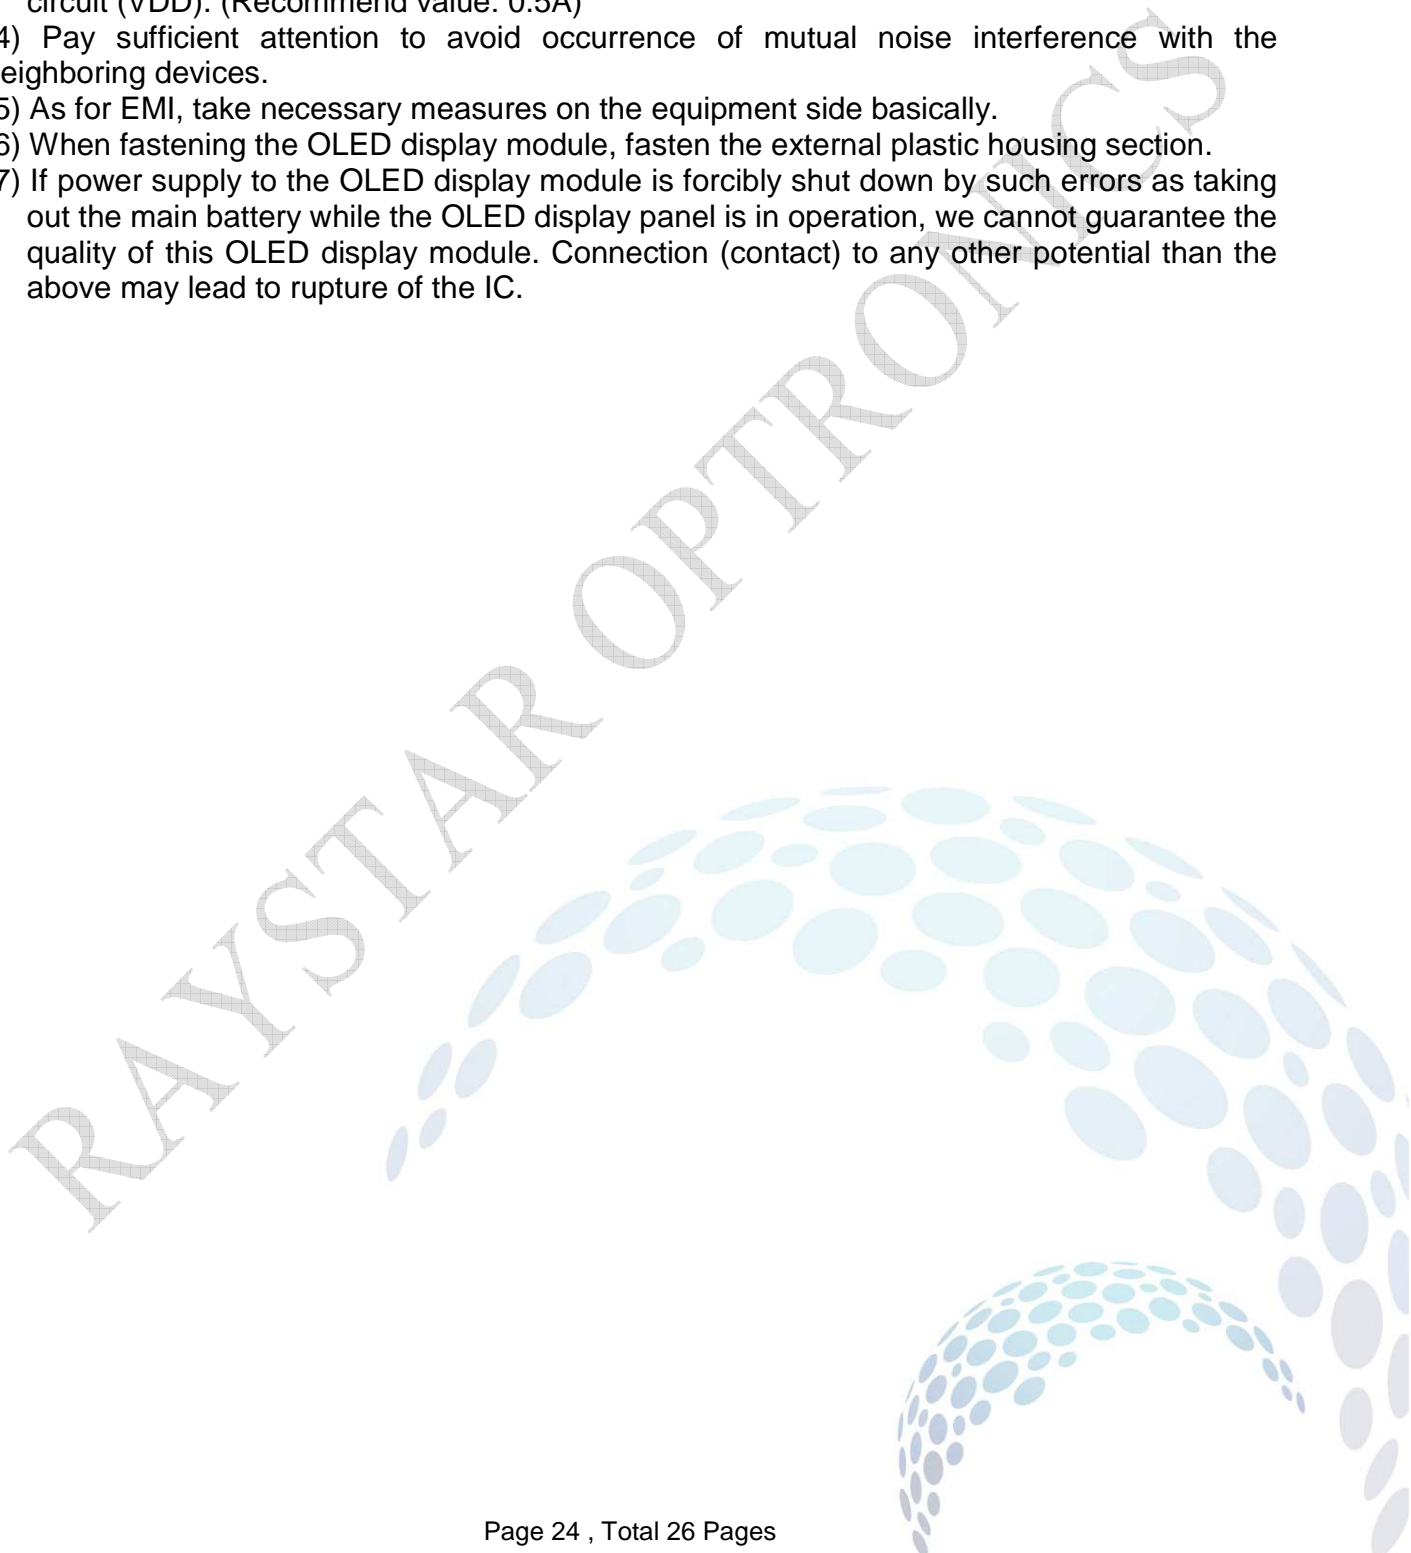 circuit (VDD). (Recommend value: 0.5A)
4) Pay sufficient attention to avoid occurrence of mutual noise interference with the
eighboring devices.
5) As for EMI, take necessary measures on the equipment side basically.
6) When fastening the OLED display module, fasten the external plastic housing section.
7) If power supply to the OLED display module is forcibly shut down by such errors as taking
out the main battery while the OLED display panel is in operation, we cannot guarantee the
quality of this OLED display module. Connection (contact) to any other potential than the
above may lead to rupture of the IC.
RAYSTAR OPTRONICS
Page 24 , Total 26 Pages